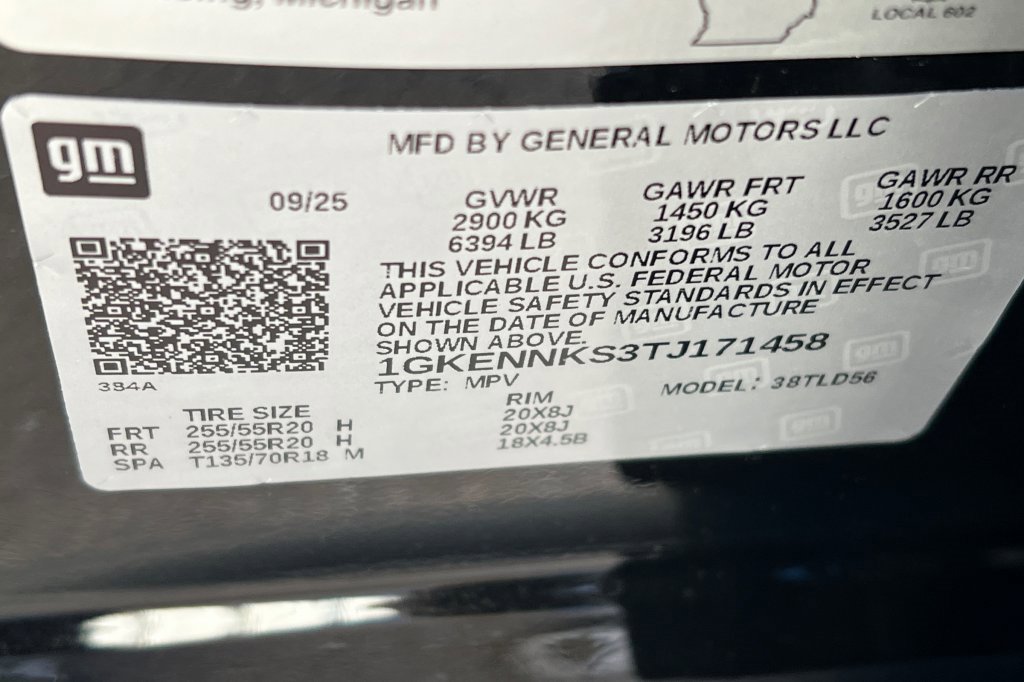 Michigan
LOCAL 602
gm
MFD BY GENERAL MOTORS LLC
09/25
GVWR
2900 KG
6394 LB
GAWR FRT
1450 KG
3196 LB
GAWR RR
1600 KG
3527 LB
THIS VEHICLE CONFORMS TO ALL
APPLICABLE U.S. FEDERAL MOTOR
VEHICLE SAFETY STANDARDS IN EFFECT
ON THE DATE OF MANUFACTURE
SHOWN ABOVE.
1GKENNKS3TJ171458
TYPE: MPV
MODEL: 38TLD56
384A
TIRE SIZE RIM
FRT 255/55R20 H 20X8J
RR 255/55R20 H 20X8J
SPA T135/70R18 M 18X4.5B